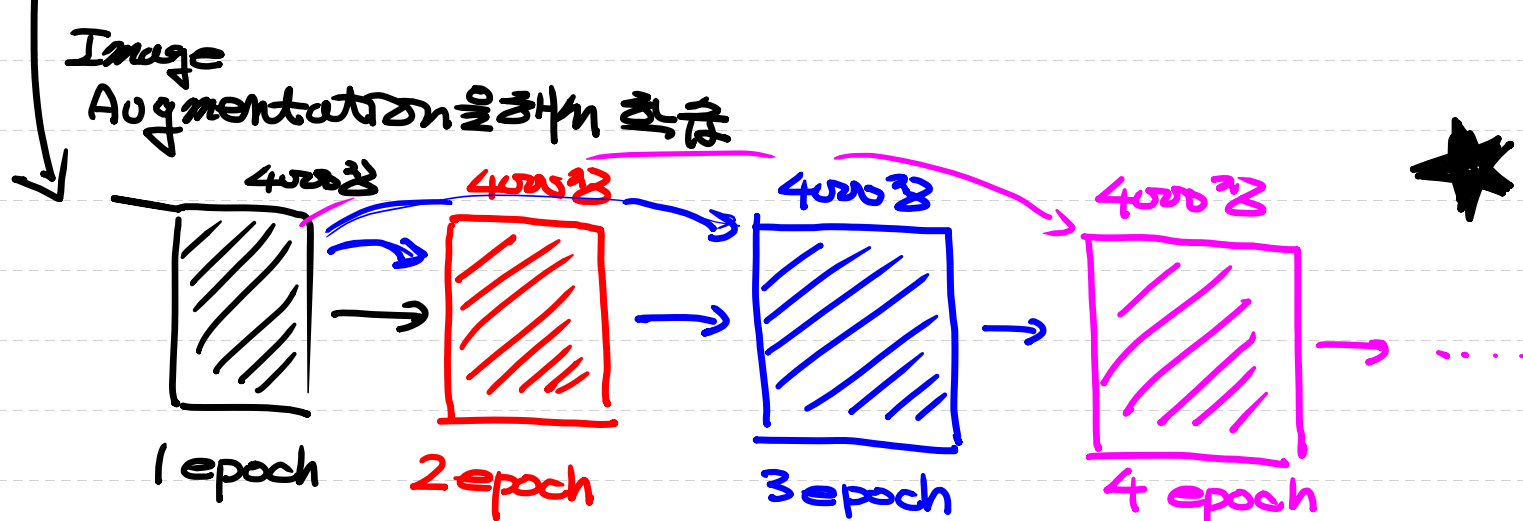 Image
Augmentation을 해서 학습
4000장
4000장
4000장
4000장
1 epoch
2 epoch
3 epoch
4 epoch